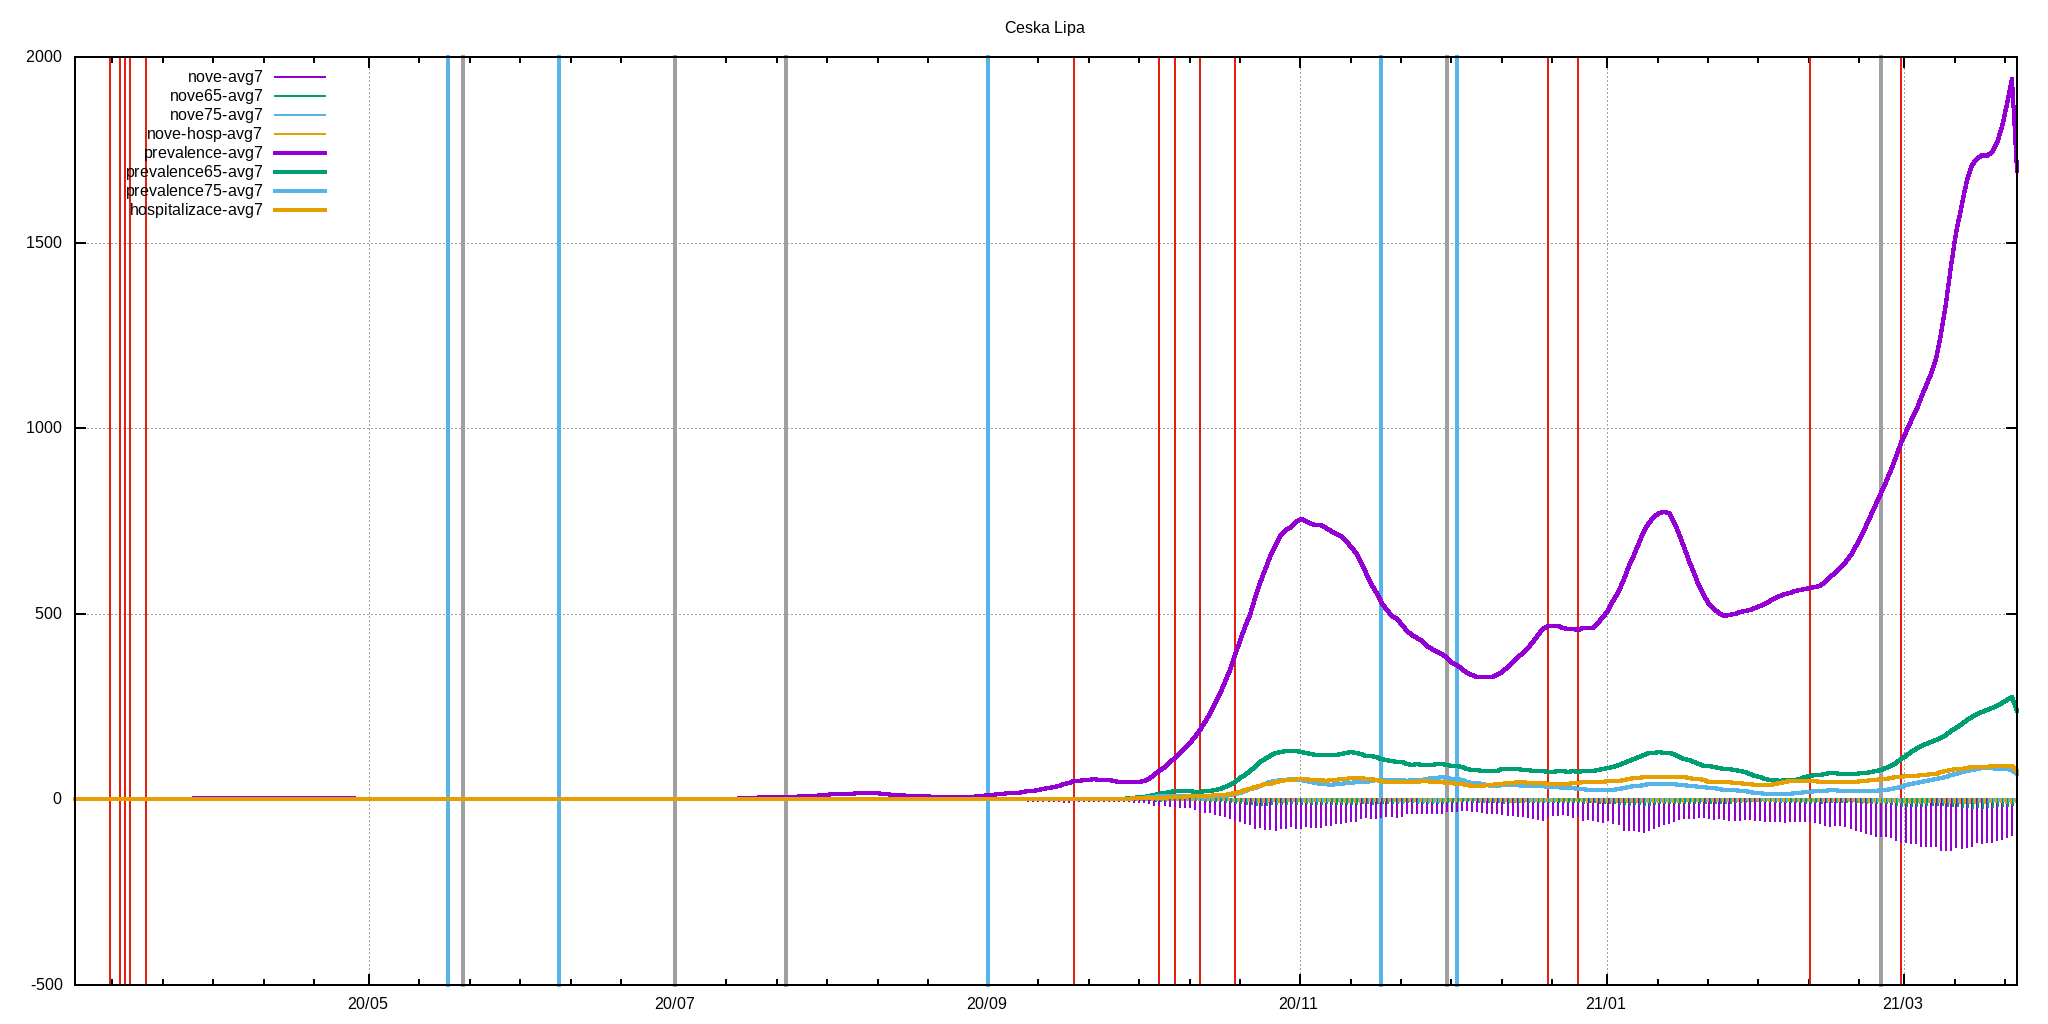 Ceska Lipa
2000
1500
1000
500
0
-500
nove-avg7
nove65-avg7
nove75-avg7
nove-hosp-avg7
prevalence-avg7
prevalence65-avg7
prevalence75-avg7
hospitalizace-avg7
20/05 20/07 20/09 20/11 21/01 21/03